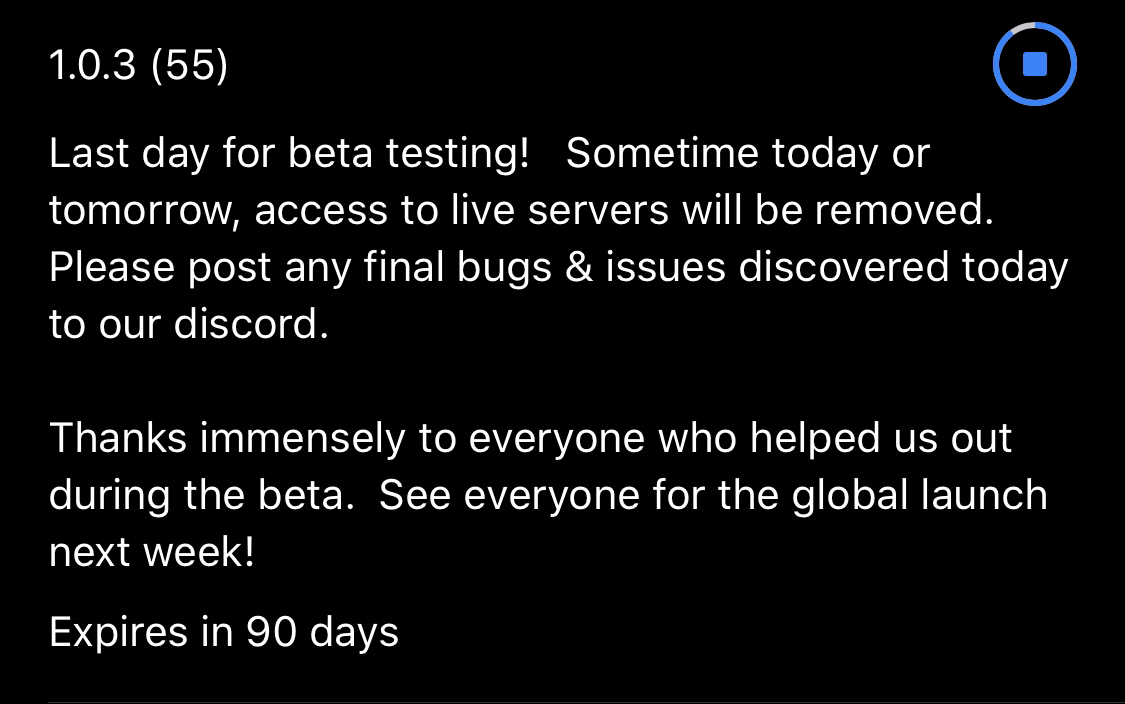 1.0.3 (55)
Last day for beta testing!   Sometime today or
tomorrow, access to live servers will be removed.
Please post any final bugs & issues discovered today
to our discord.
Thanks immensely to everyone who helped us out
during the beta.  See everyone for the global launch
next week!
Expires in 90 days